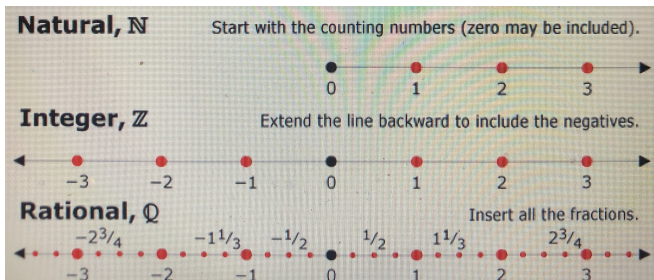 Natural, ℕ Start with the counting numbers (zero may be included).
0 1 2 3
Integer, ℤ Extend the line backward to include the negatives.
-3 -2 -1 0 1 2 3
Rational, ℚ Insert all the fractions.
-2¾ -1⅓ -½ ½ 1⅓ 2¾
-3 -2 -1 0 1 2 3